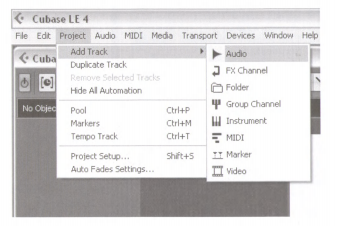 Cubase LE 4
File Edit Project Audio MIDI Media Transport Devices Window Help
Cuba
Add Track
Duplicate Track
Remove Selected Tracks
Hide All Automation
No Objec
Pool Ctrl+P
Markers Ctrl+M
Tempo Track Ctrl+T
Project Setup... Shift+S
Auto Fades Settings...
Audio
FX Channel
Folder
Group Channel
Instrument
MIDI
Marker
Video